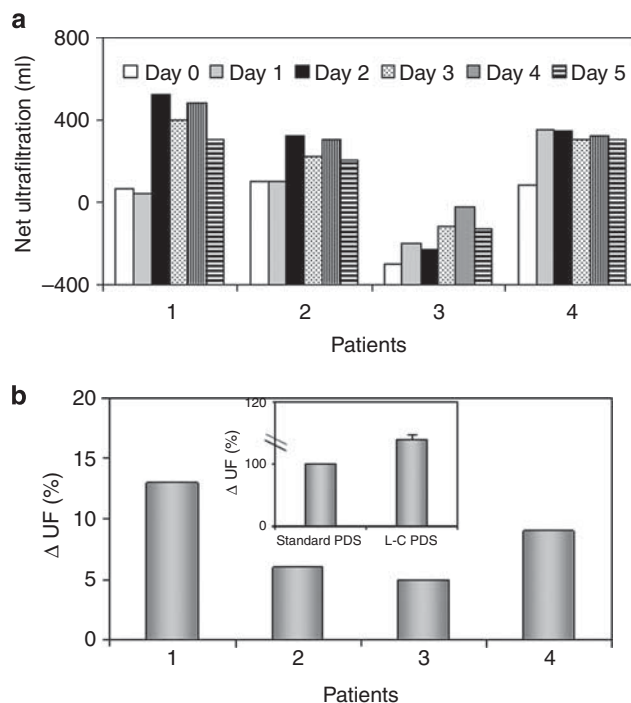 a
800
Day 0 Day 1 Day 2 Day 3 Day 4 Day 5
400
0
–400
Net ultrafiltration (ml)
1 2 3 4
Patients
b
20
15
10
5
0
Δ UF (%)
120
100
0
Δ UF (%)
Standard PDS L-C PDS
1 2 3 4
Patients